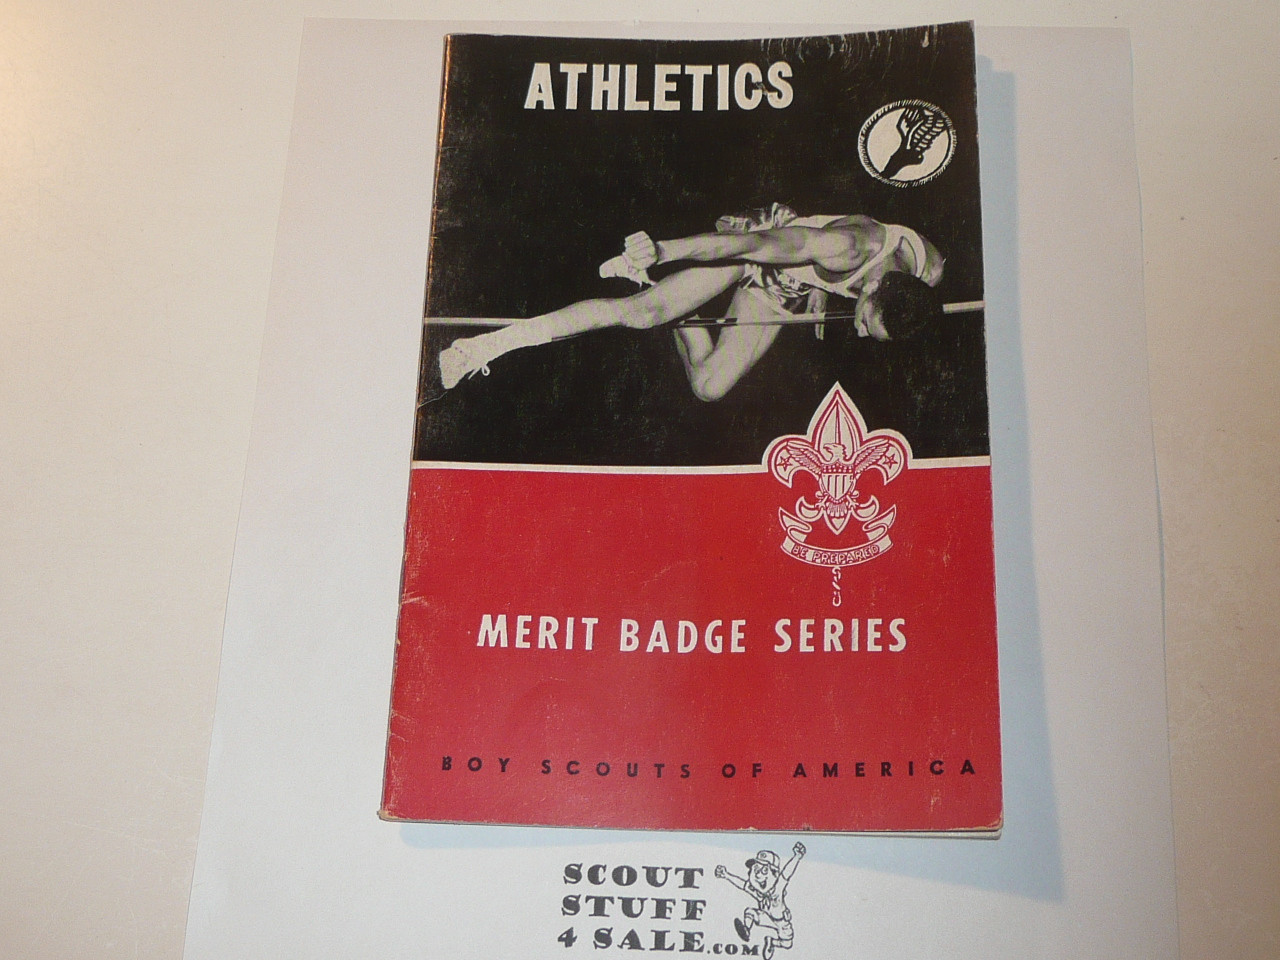 ATHLETICS
BE PREPARED
MERIT BADGE SERIES
BOY SCOUTS OF AMERICA
SCOUT
STUFF
4 SALE.COM